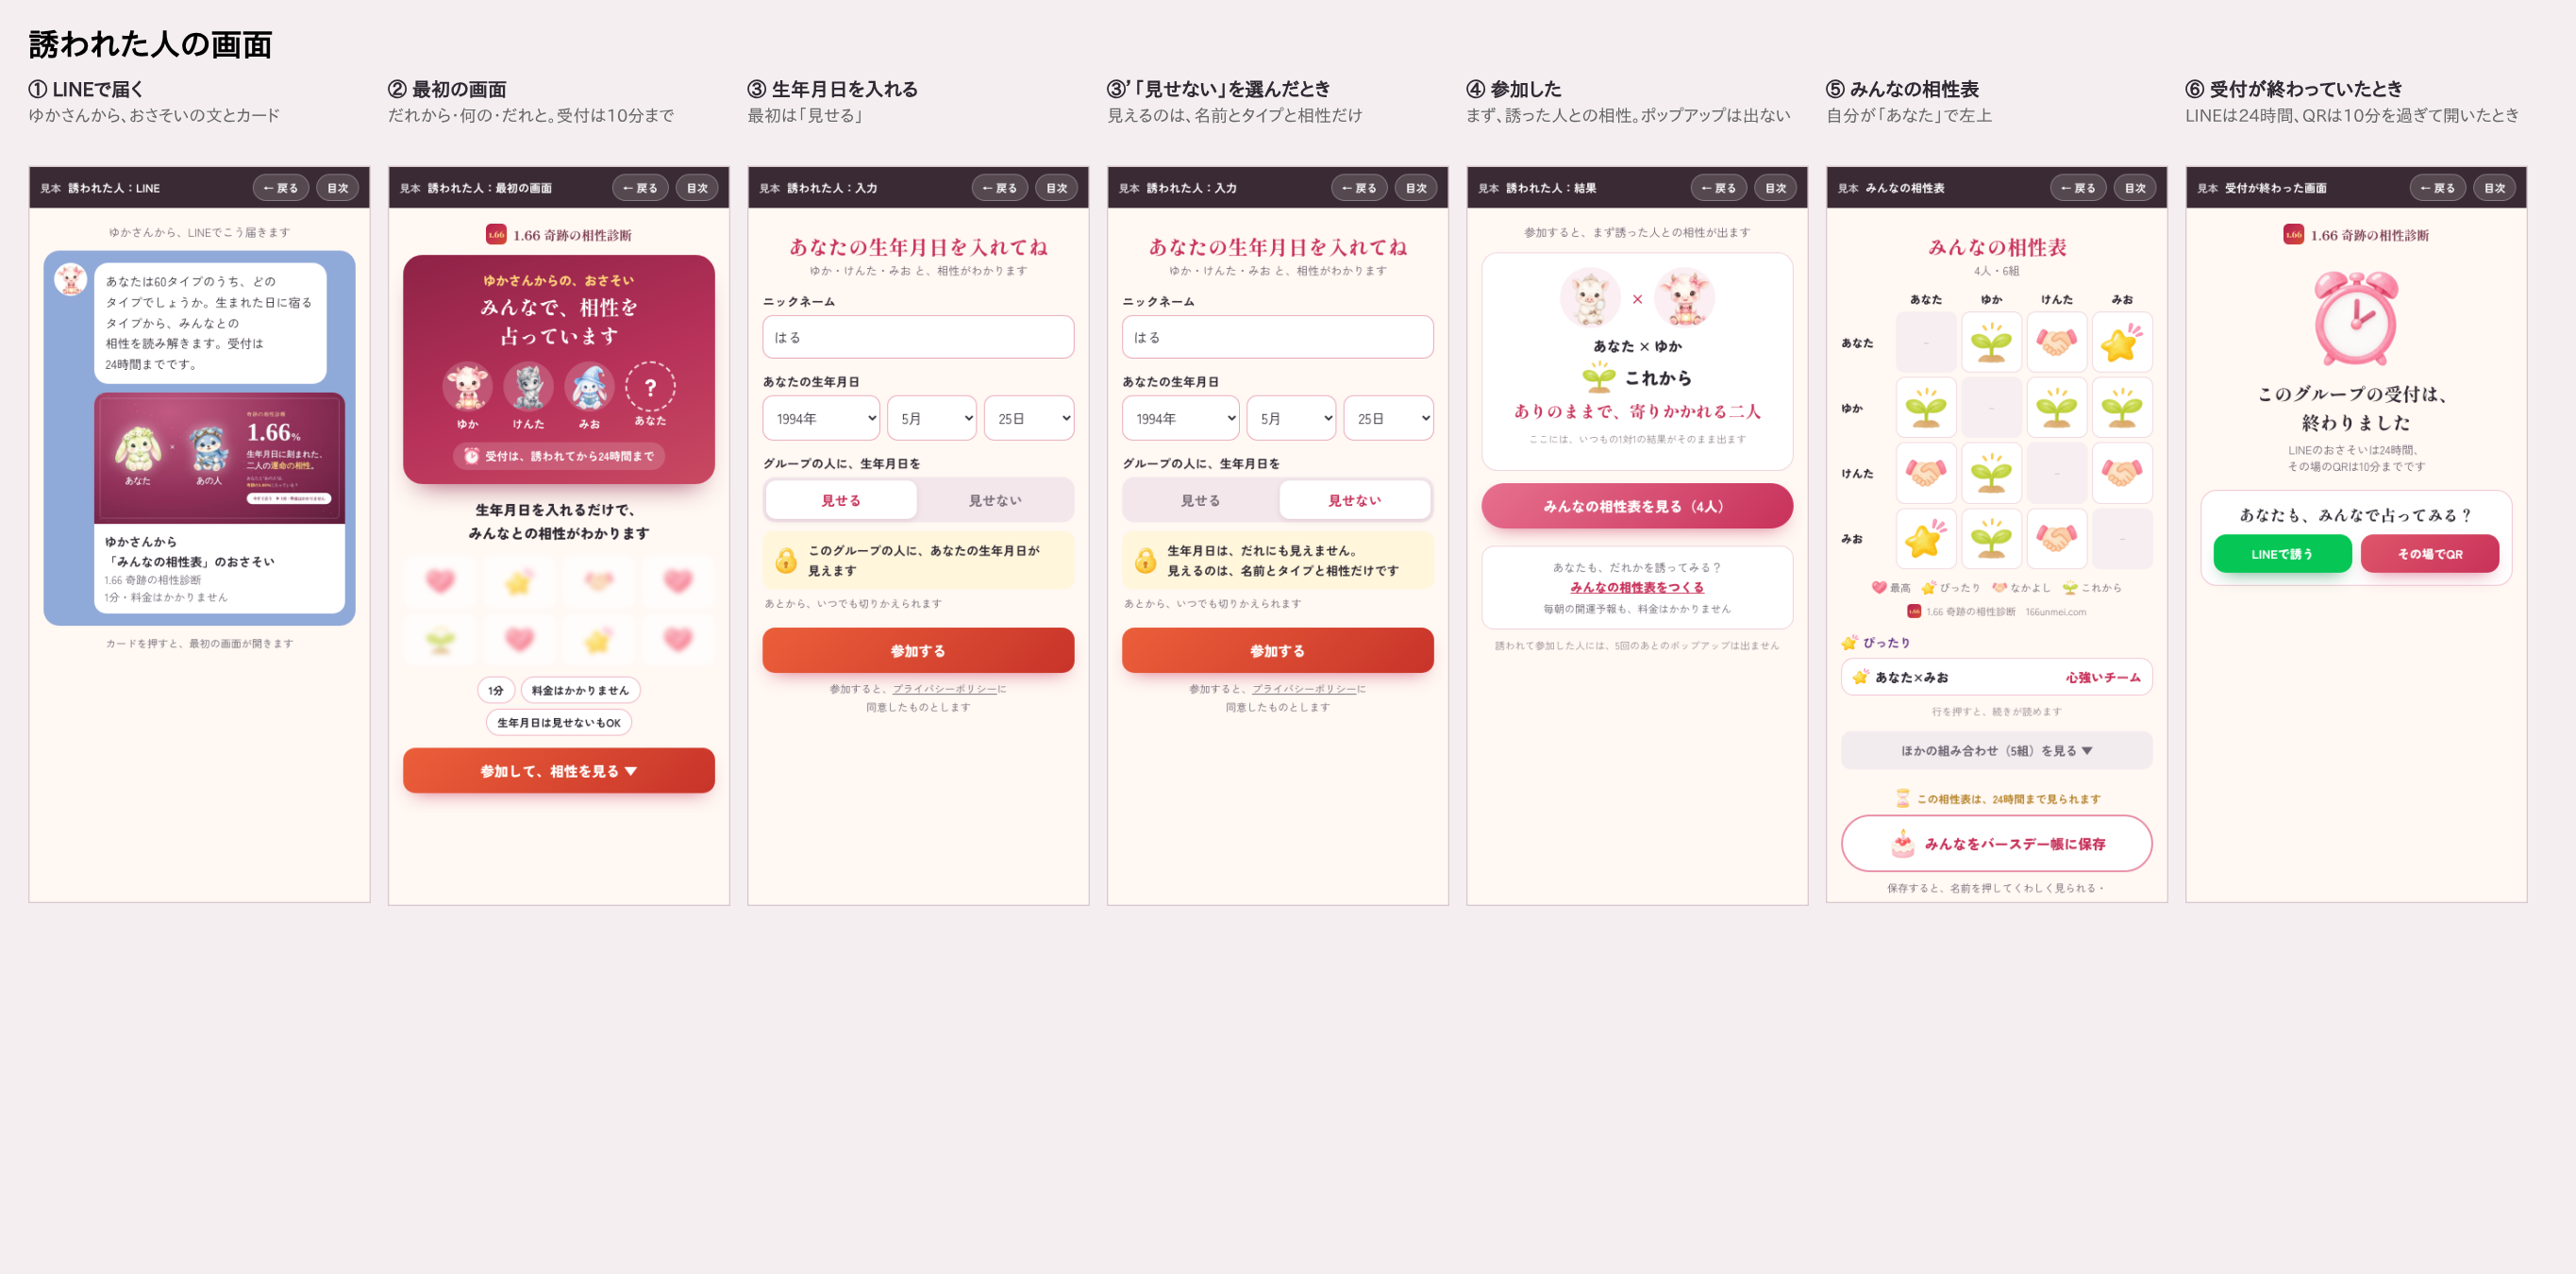 誘われた人の画面
① LINEで届く
ゆかさんから、おさそいの文とカード
見本 誘われた人：LINE ← 戻る 目次
ゆかさんから、LINEでこう届きます
あなたは60タイプのうち、どの
タイプでしょうか。生まれた日に宿る
タイプから、みんなとの
相性を読み解きます。受付は
24時間までです。
奇跡の相性診断
1.66%
生年月日に刻まれた、
二人の運命の相性。
あなた × あの人
ゆかさんから
「みんなの相性表」のおさそい
1.66 奇跡の相性診断
1分・料金はかかりません
カードを押すと、最初の画面が開きます
② 最初の画面
だれから・何の・だれと。受付は10分まで
見本 誘われた人：最初の画面 ← 戻る 目次
1.66 1.66 奇跡の相性診断
ゆかさんからの、おさそい
みんなで、相性を
占っています
?
ゆか けんた みお あなた
受付は、誘われてから24時間まで
生年月日を入れるだけで、
みんなとの相性がわかります
1分 料金はかかりません
生年月日は見せないもOK
参加して、相性を見る ▼
③ 生年月日を入れる
最初は「見せる」
見本 誘われた人：入力 ← 戻る 目次
あなたの生年月日を入れてね
ゆか・けんた・みお と、相性がわかります
ニックネーム
はる
あなたの生年月日
1994年 5月 25日
グループの人に、生年月日を
見せる 見せない
このグループの人に、あなたの生年月日が
見えます
あとから、いつでも切りかえられます
参加する
参加すると、プライバシーポリシーに
同意したものとします
③’「見せない」を選んだとき
見えるのは、名前とタイプと相性だけ
見本 誘われた人：入力 ← 戻る 目次
あなたの生年月日を入れてね
ゆか・けんた・みお と、相性がわかります
ニックネーム
はる
あなたの生年月日
1994年 5月 25日
グループの人に、生年月日を
見せる 見せない
生年月日は、だれにも見えません。
見えるのは、名前とタイプと相性だけです
あとから、いつでも切りかえられます
参加する
参加すると、プライバシーポリシーに
同意したものとします
④ 参加した
まず、誘った人との相性。ポップアップは出ない
見本 誘われた人：結果 ← 戻る 目次
参加すると、まず誘った人との相性が出ます
×
あなた × ゆか
これから
ありのままで、寄りかかれる二人
ここには、いつもの1対1の結果がそのまま出ます
みんなの相性表を見る（4人）
あなたも、だれかを誘ってみる？
みんなの相性表をつくる
毎朝の開運予報も、料金はかかりません
誘われて参加した人には、5回のあとのポップアップは出ません
⑤ みんなの相性表
自分が「あなた」で左上
見本 みんなの相性表 ← 戻る 目次
みんなの相性表
4人・6組
あなた ゆか けんた みお
あなた –
ゆか –
けんた –
みお –
最高 ぴったり なかよし これから
1.66 1.66 奇跡の相性診断 166unmei.com
ぴったり
あなた×みお 心強いチーム
行を押すと、続きが読めます
ほかの組み合わせ（5組）を見る ▼
この相性表は、24時間まで見られます
みんなをバースデー帳に保存
保存すると、名前を押してくわしく見られる・
⑥ 受付が終わっていたとき
LINEは24時間、QRは10分を過ぎて開いたとき
見本 受付が終わった画面 ← 戻る 目次
1.66 1.66 奇跡の相性診断
このグループの受付は、
終わりました
LINEのおさそいは24時間、
その場のQRは10分までです
あなたも、みんなで占ってみる？
LINEで誘う その場でQR